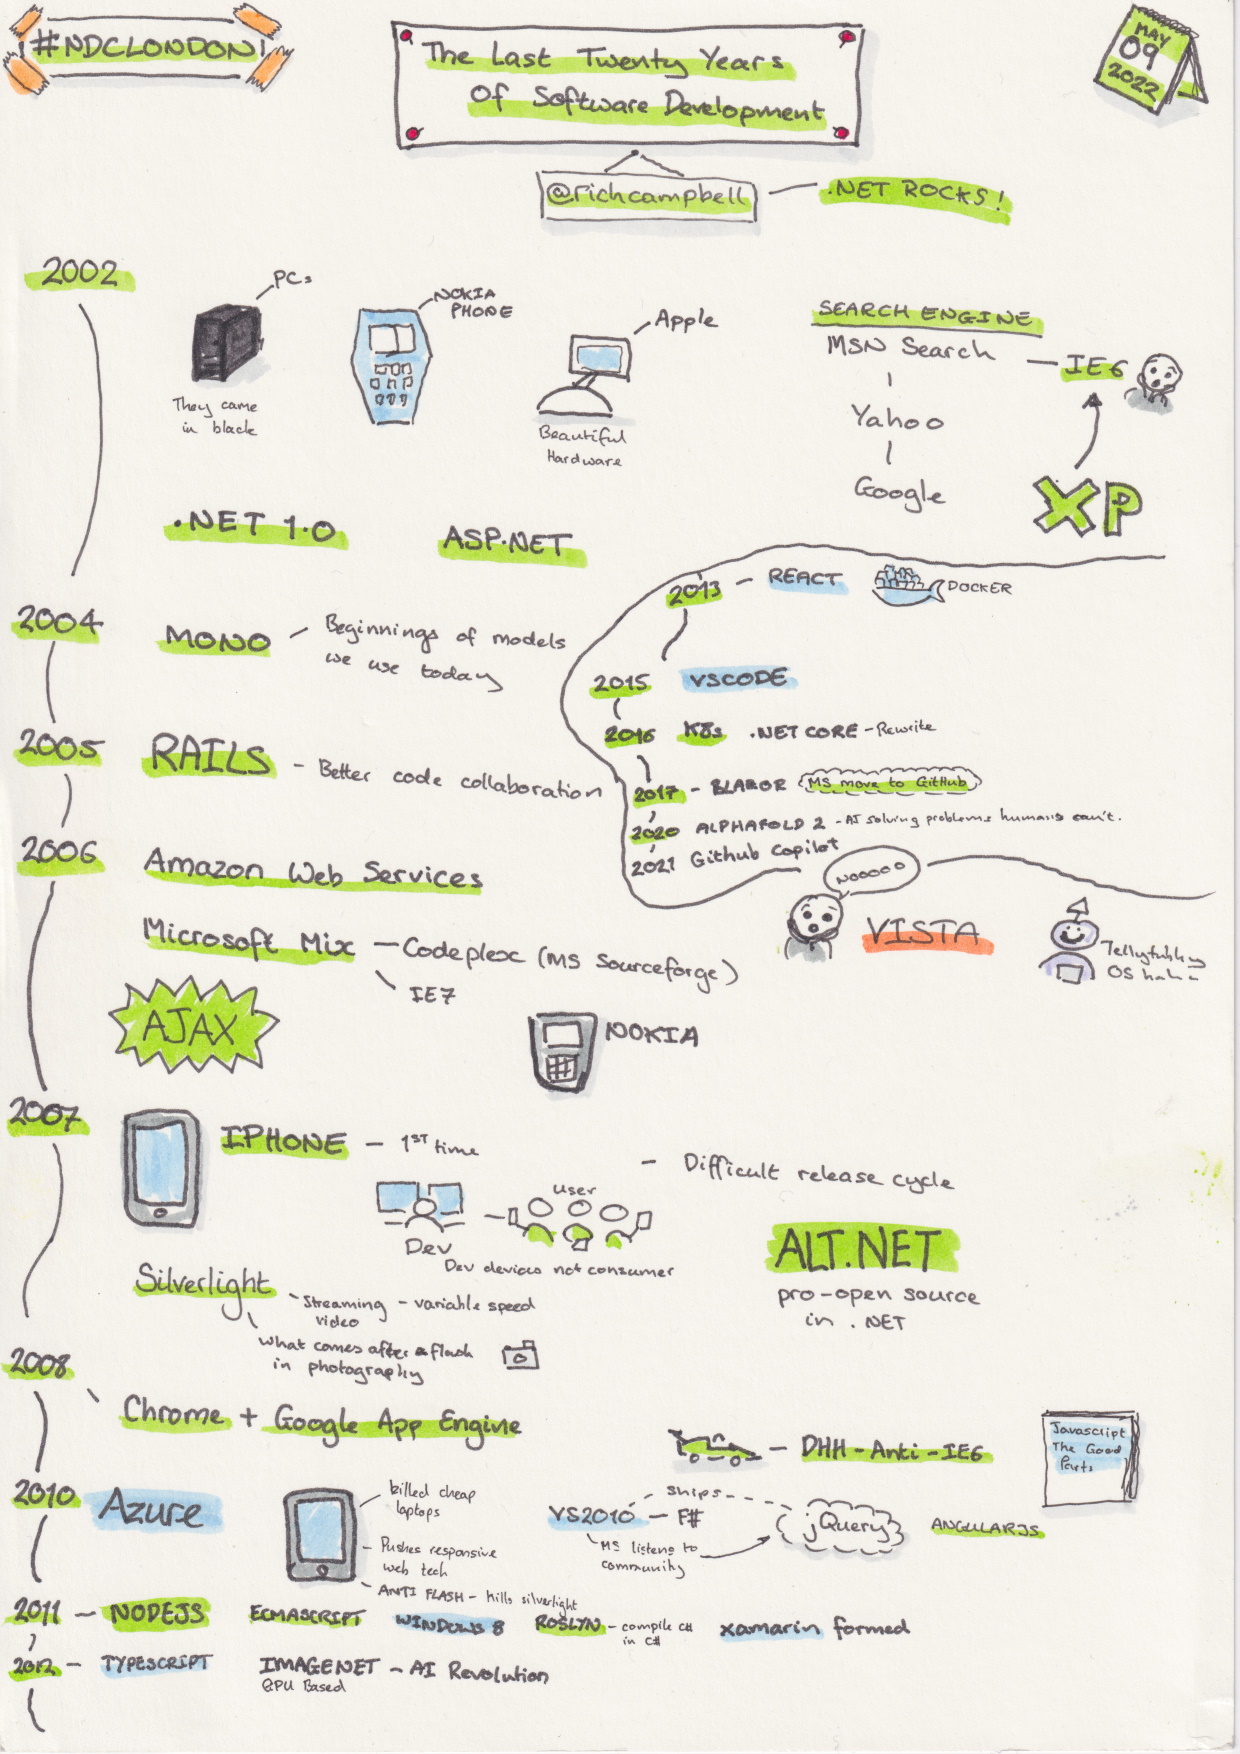 #NDCLONDON
The Last Twenty Years
Of Software Development
MAY
09
2022
@richcampbell
.NET ROCKS!
2002
PCs
They came
in black
NOKIA
PHONE
Apple
Beautiful
Hardware
SEARCH ENGINE
MSN Search
IE6
Yahoo
Google
XP
.NET 1.0
ASP.NET
2004
MONO - Beginnings of models
we use today
2005
RAILS - Better code collaboration
2006
Amazon Web Services
Microsoft Mix - Codeplex (MS Sourceforge)
IE7
AJAX
NOKIA
NOOOOO
VISTA
Tellytubby
OS haha
2007
IPHONE - 1ST time
- Difficult release cycle
Dev
user
Dev devices not consumer
ALT.NET
pro-open source
in .NET
Silverlight
Streaming - variable speed
video
What comes after a flash
in photography
2008
Chrome + Google App Engine
DHH - Anti - IE6
Javascript
The Good
Parts
2010
Azure
killed cheap
laptops
Pushes responsive
web tech
ANTI FLASH - kills silverlight
VS2010 - F#
ships
MS listens to
community
jQuery
ANGULARJS
2011 - NODEJS ECMASCRIPT WINDOWS 8 ROSLYN - compile C#
in C#
xamarin formed
2012 - TYPESCRIPT IMAGENET - AI Revolution
GPU Based
2013 - REACT
DOCKER
2015 VSCODE
2016 K8s .NET CORE - Rewrite
2017 - BLAZOR MS move to GitHub
2020 ALPHAFOLD 2 - AI solving problems humans can't.
2021 Github Copilot